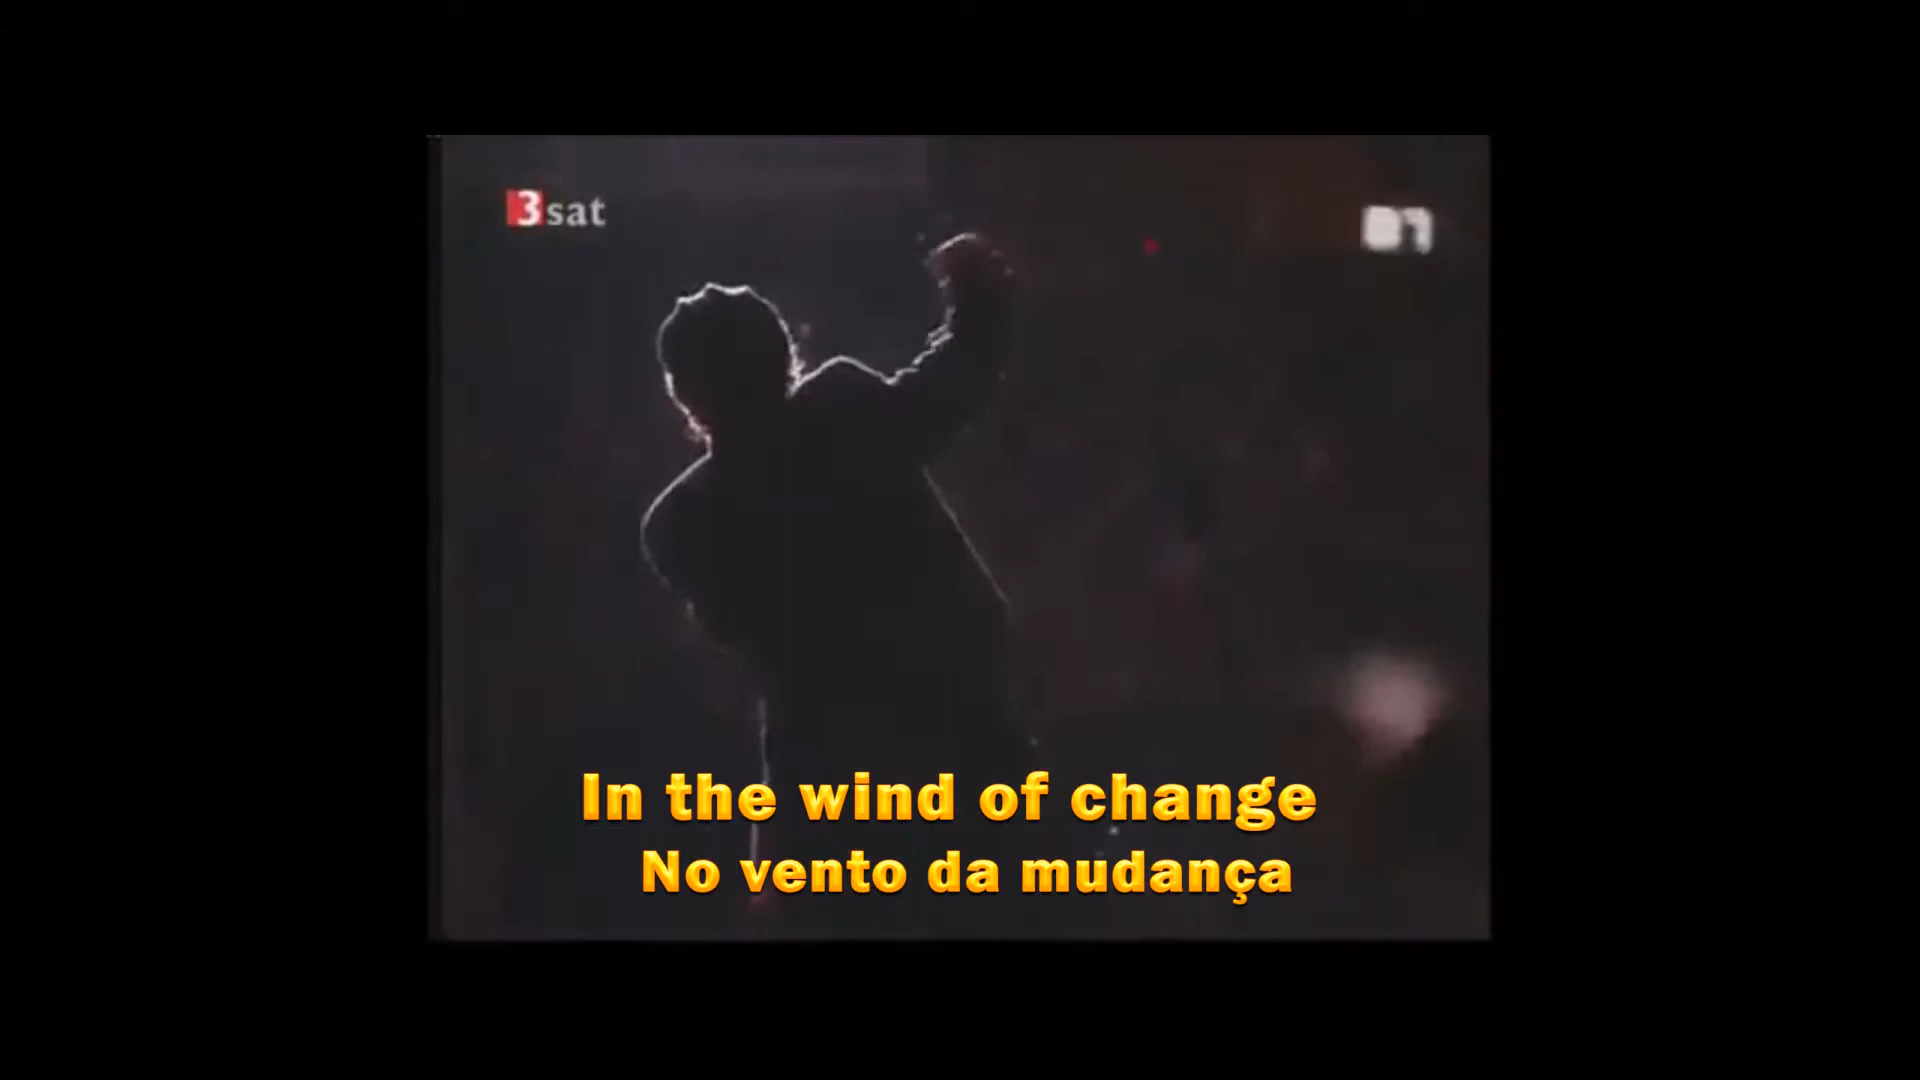 3sat
In the wind of change
No vento da mudança